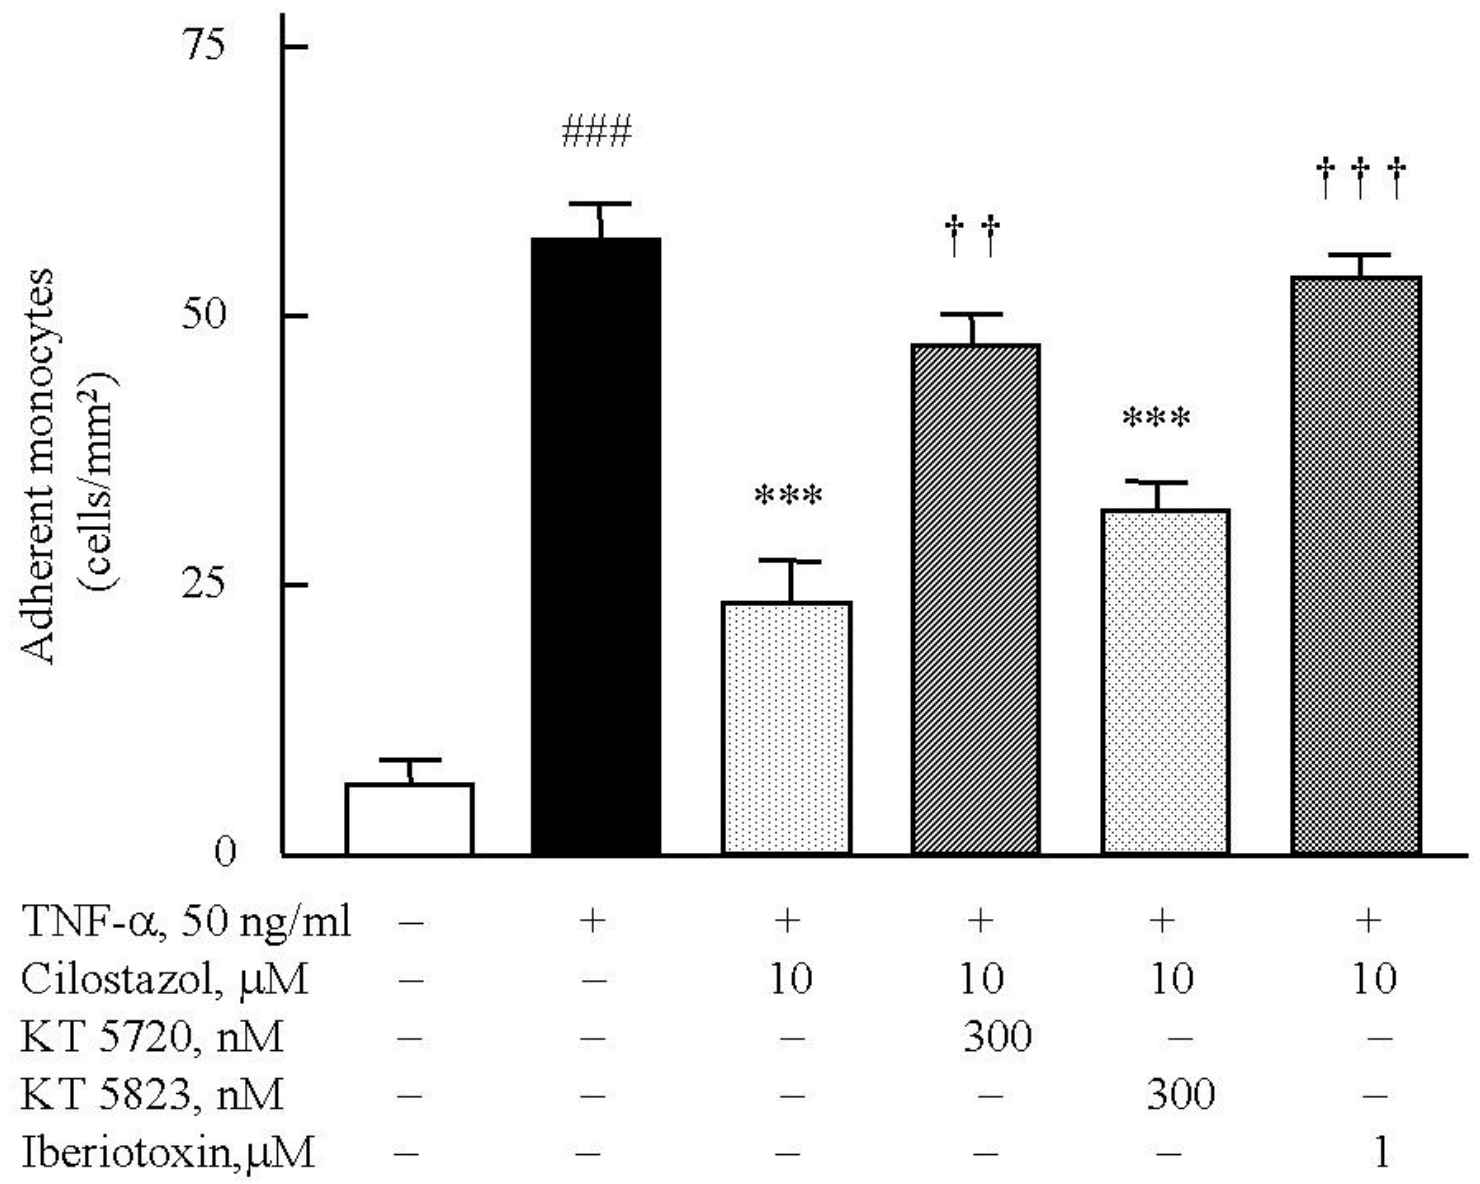 75
###
† † †
† †
50
***
***
25
0
Adherent monocytes
(cells/mm²)
TNF-α, 50 ng/ml – + + + + +
Cilostazol, μM – – 10 10 10 10
KT 5720, nM – – – 300 – –
KT 5823, nM – – – – 300 –
Iberiotoxin,μM – – – – – 1